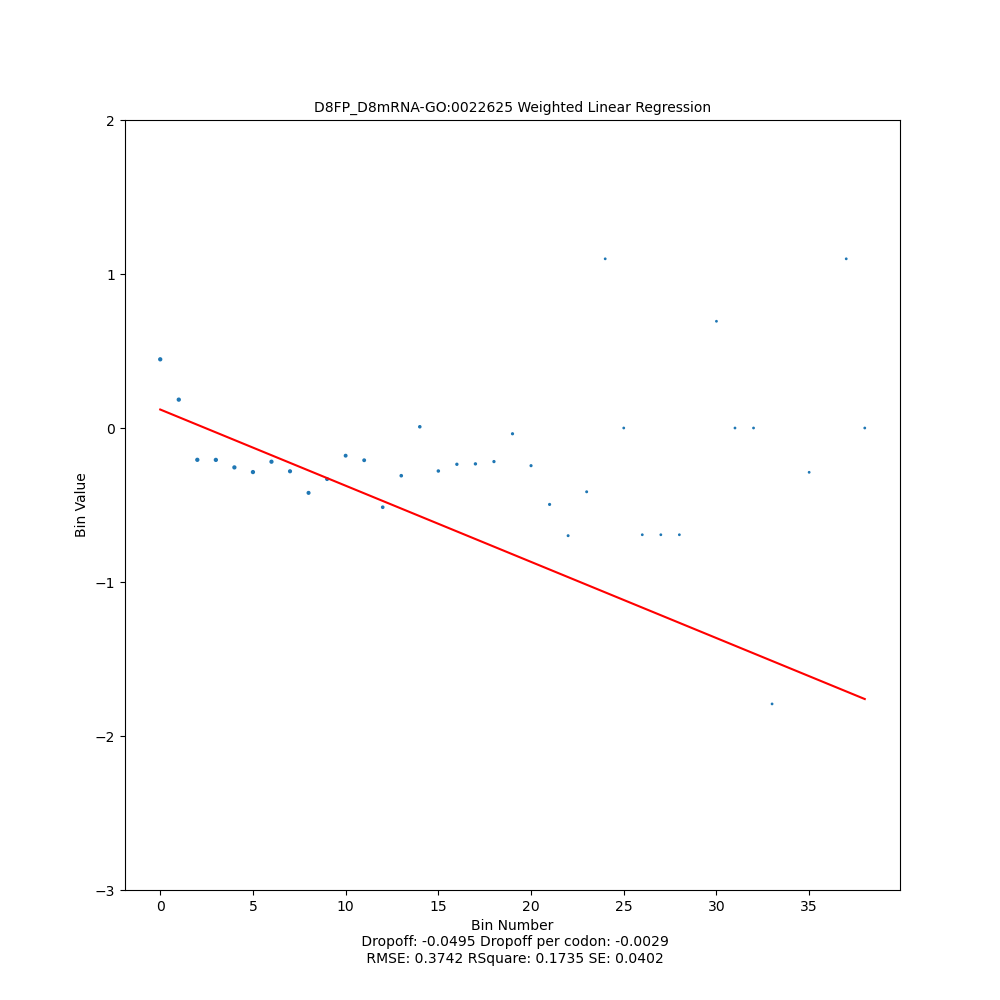 D8FP_D8mRNA-GO:0022625 Weighted Linear Regression
2
1
0
−1
−2
−3
Bin Value
0 5 10 15 20 25 30 35
Bin Number
Dropoff: -0.0495 Dropoff per codon: -0.0029
RMSE: 0.3742 RSquare: 0.1735 SE: 0.0402